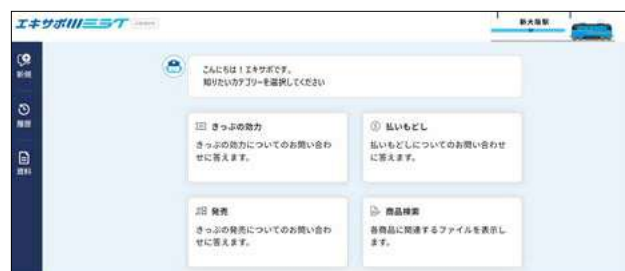 エキサポ
新大阪駅
新規
履歴
資料
こんにちは！エキサポです。
知りたいカテゴリーを選択してください
きっぷの効力
きっぷの効力についてのお問い合わ
せに答えます。
払いもどし
払いもどしについてのお問い合わせ
に答えます。
発売
きっぷの発売についてのお問い合わ
せに答えます。
商品検索
各商品に関連するファイルを表示し
ます。